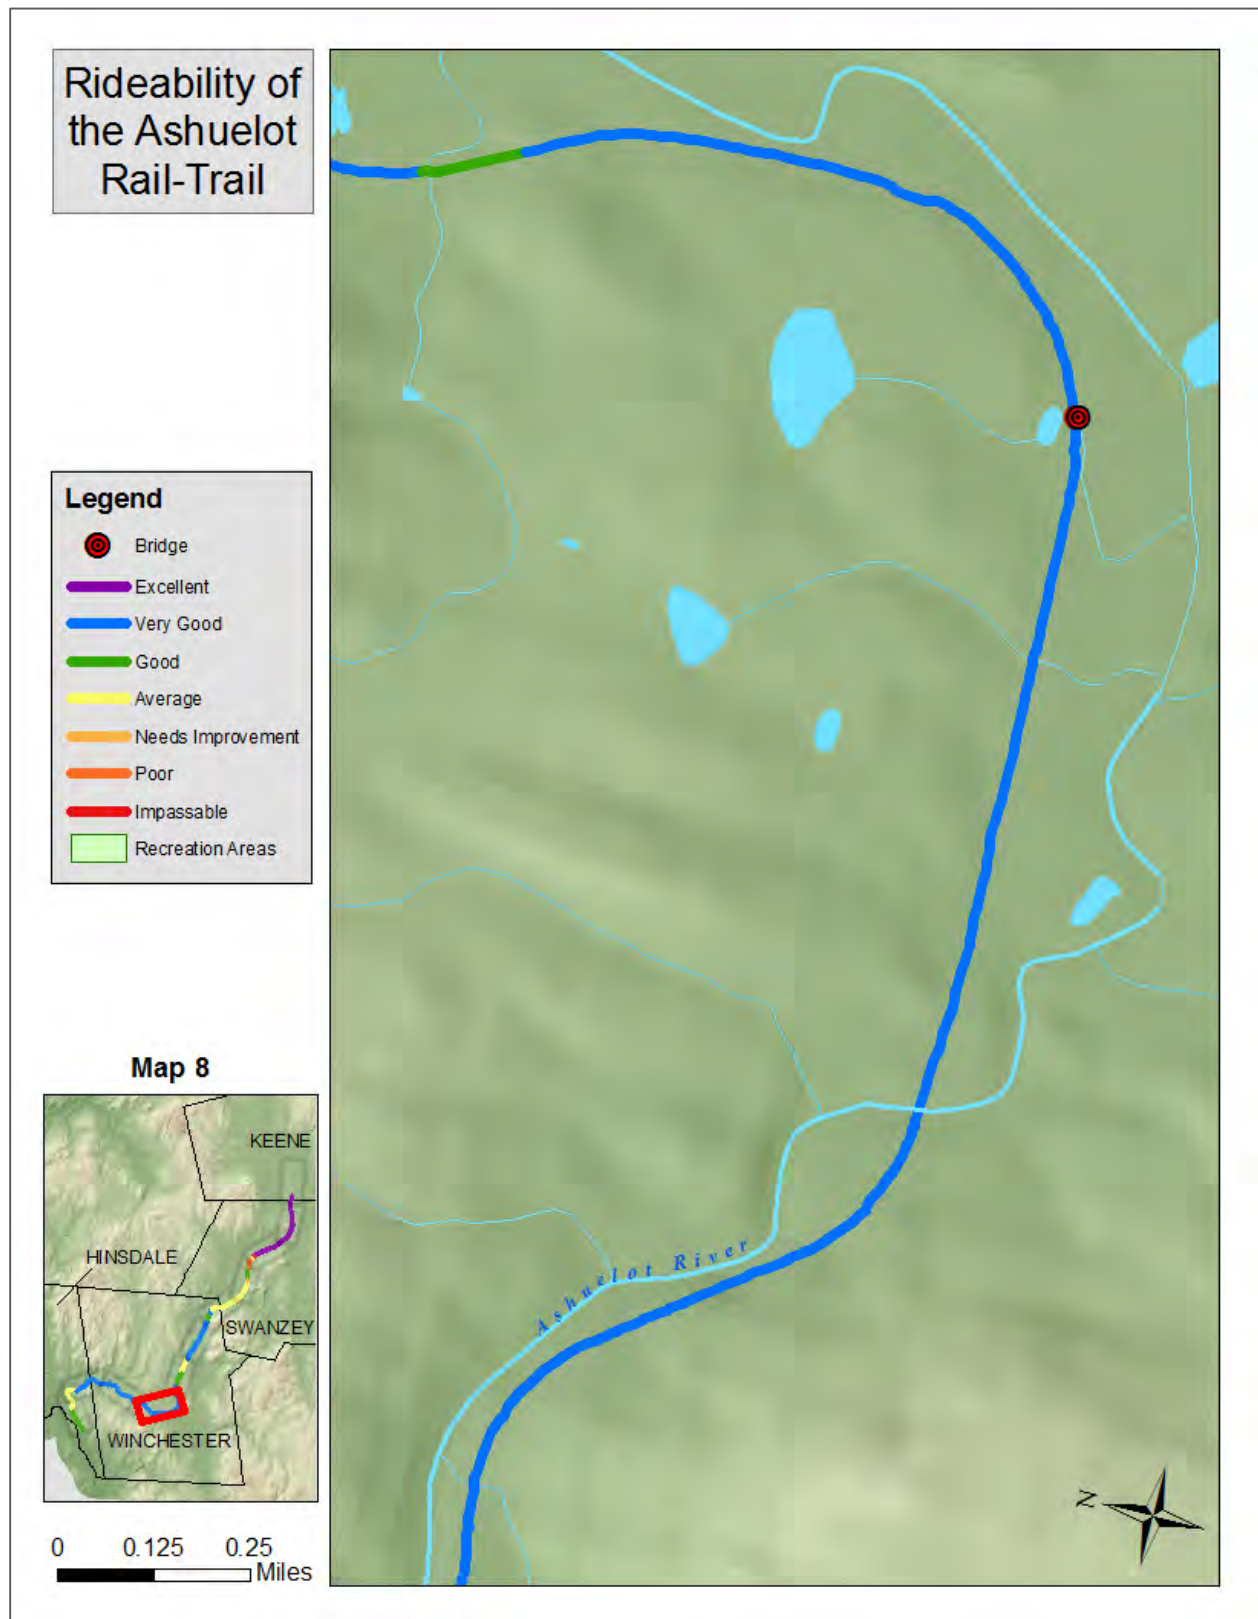 Rideability of
the Ashuelot
Rail-Trail
Legend
Bridge
Excellent
Very Good
Good
Average
Needs Improvement
Poor
Impassable
Recreation Areas
Map 8
KEENE
HINSDALE
SWANZEY
WINCHESTER
0 0.125 0.25
Miles
Ashuelot River
N